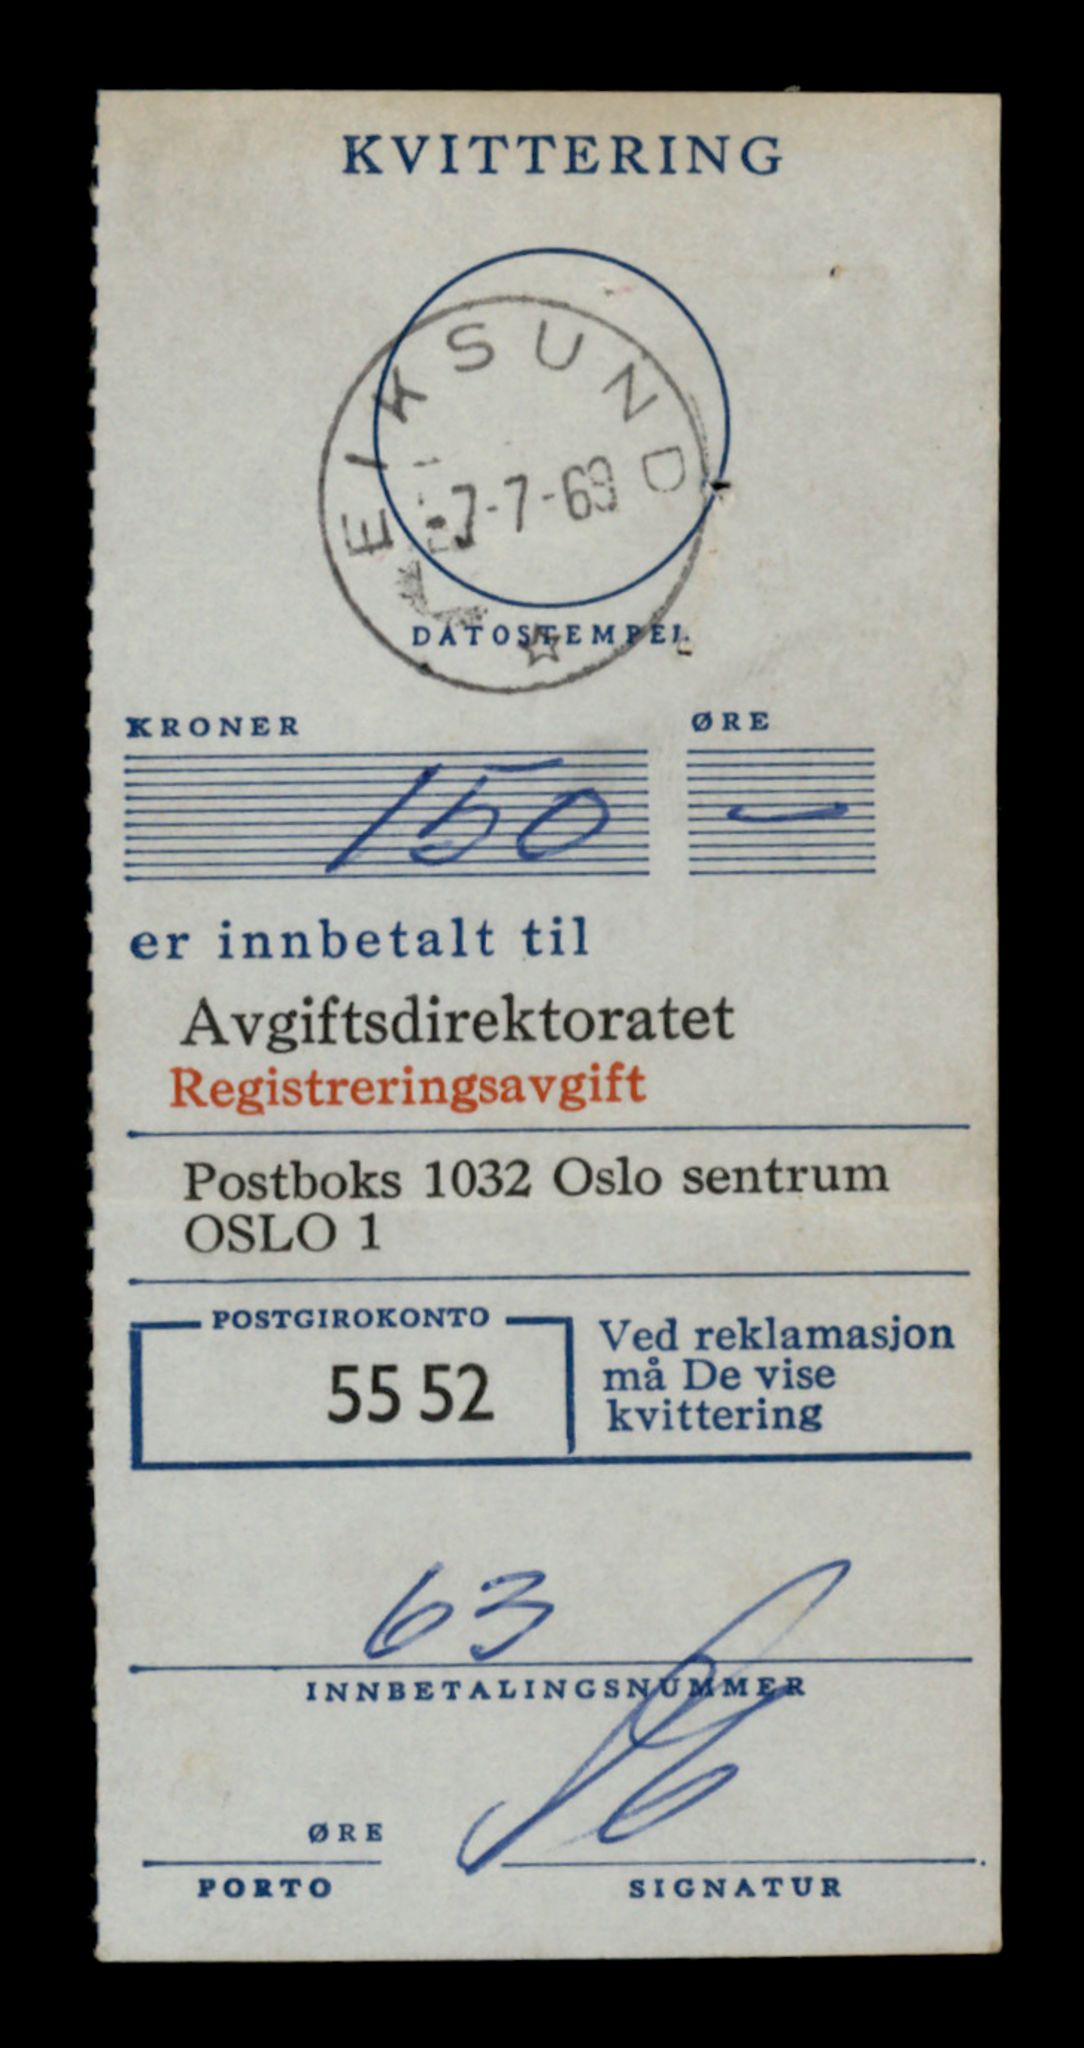 KVITTERING
EIKSUND
7-7-69
DATOSTEMPEL
KRONER ØRE
150 —
er innbetalt til
Avgiftsdirektoratet
Registreringsavgift
Postboks 1032 Oslo sentrum
OSLO 1
POSTGIROKONTO
55 52
Ved reklamasjon
må De vise
kvittering
63
INNBETALINGSNUMMER
ØRE
PORTO SIGNATUR